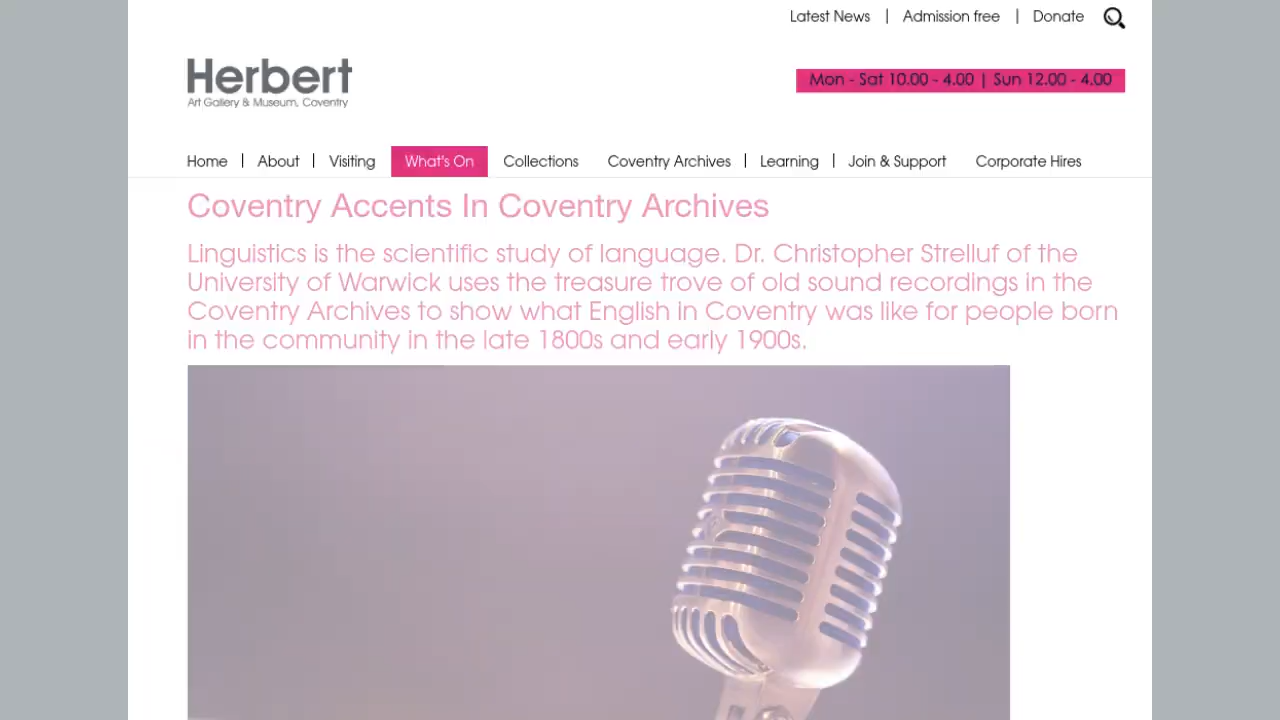 Latest News | Admission free | Donate
Herbert
Art Gallery & Museum, Coventry
Mon - Sat 10.00 - 4.00 | Sun 12.00 - 4.00
Home | About | Visiting What's On Collections Coventry Archives | Learning | Join & Support Corporate Hires
Coventry Accents In Coventry Archives
Linguistics is the scientific study of language. Dr. Christopher Strelluf of the
University of Warwick uses the treasure trove of old sound recordings in the
Coventry Archives to show what English in Coventry was like for people born
in the community in the late 1800s and early 1900s.